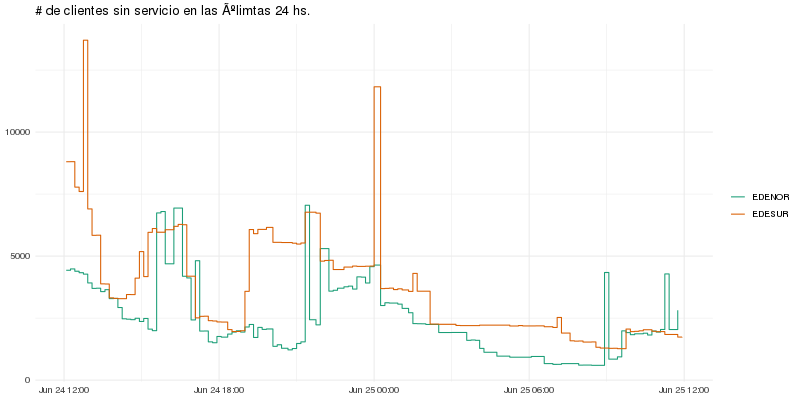 # de clientes sin servicio en las Ãºlimtas 24 hs.
10000
5000
0
Jun 24 12:00
Jun 24 18:00
Jun 25 00:00
Jun 25 06:00
Jun 25 12:00
EDENOR
EDESUR